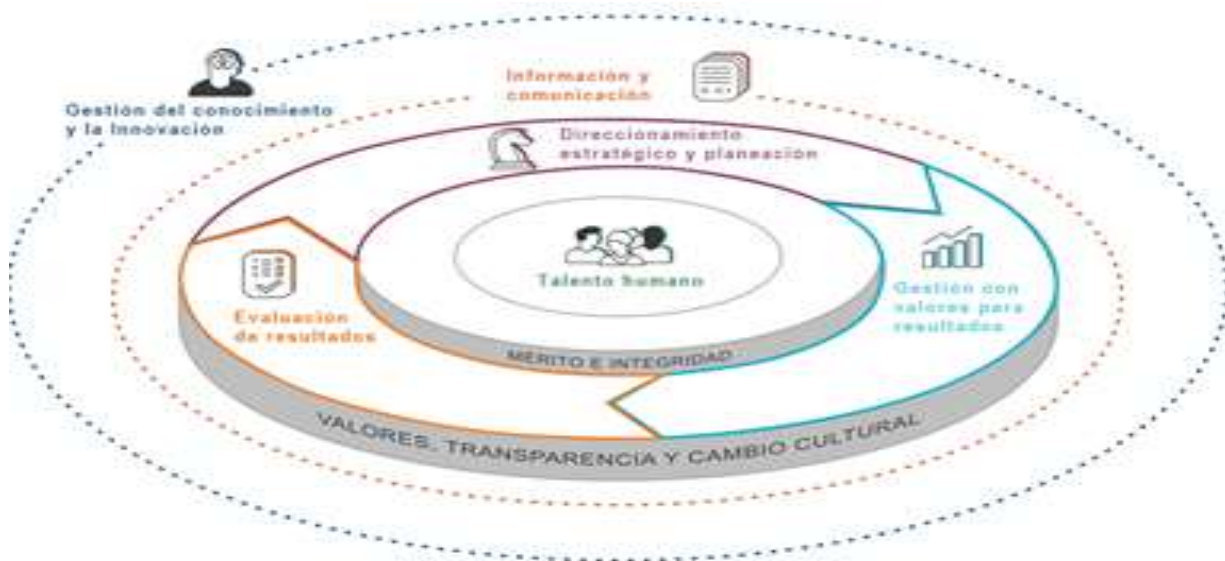 Información y
comunicación
Gestión del conocimiento
y la Innovación
Direccionamiento
estratégico y planeación
Talento humano
Gestión con
valores para
resultados
Evaluación
de resultados
MÉRITO E INTEGRIDAD
VALORES, TRANSPARENCIA Y CAMBIO CULTURAL